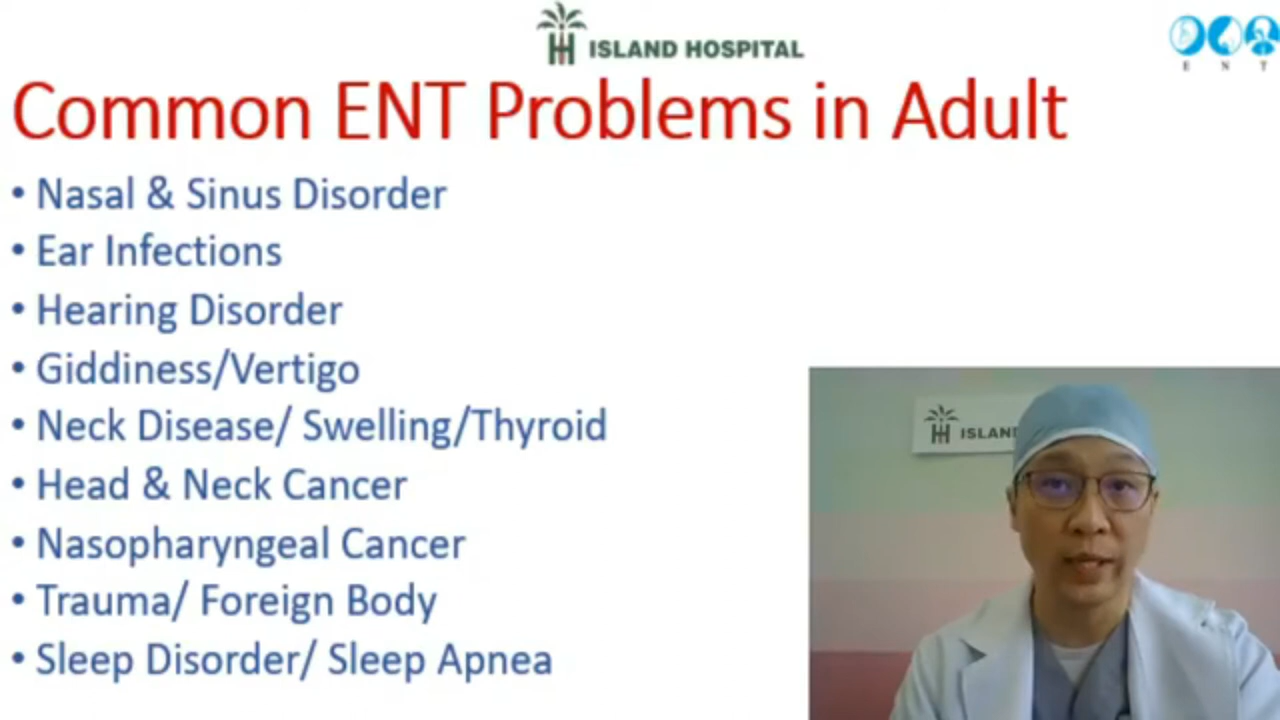 ISLAND HOSPITAL
E N T
Common ENT Problems in Adult
• Nasal & Sinus Disorder
• Ear Infections
• Hearing Disorder
• Giddiness/Vertigo
• Neck Disease/ Swelling/Thyroid
• Head & Neck Cancer
• Nasopharyngeal Cancer
• Trauma/ Foreign Body
• Sleep Disorder/ Sleep Apnea
ISLAN